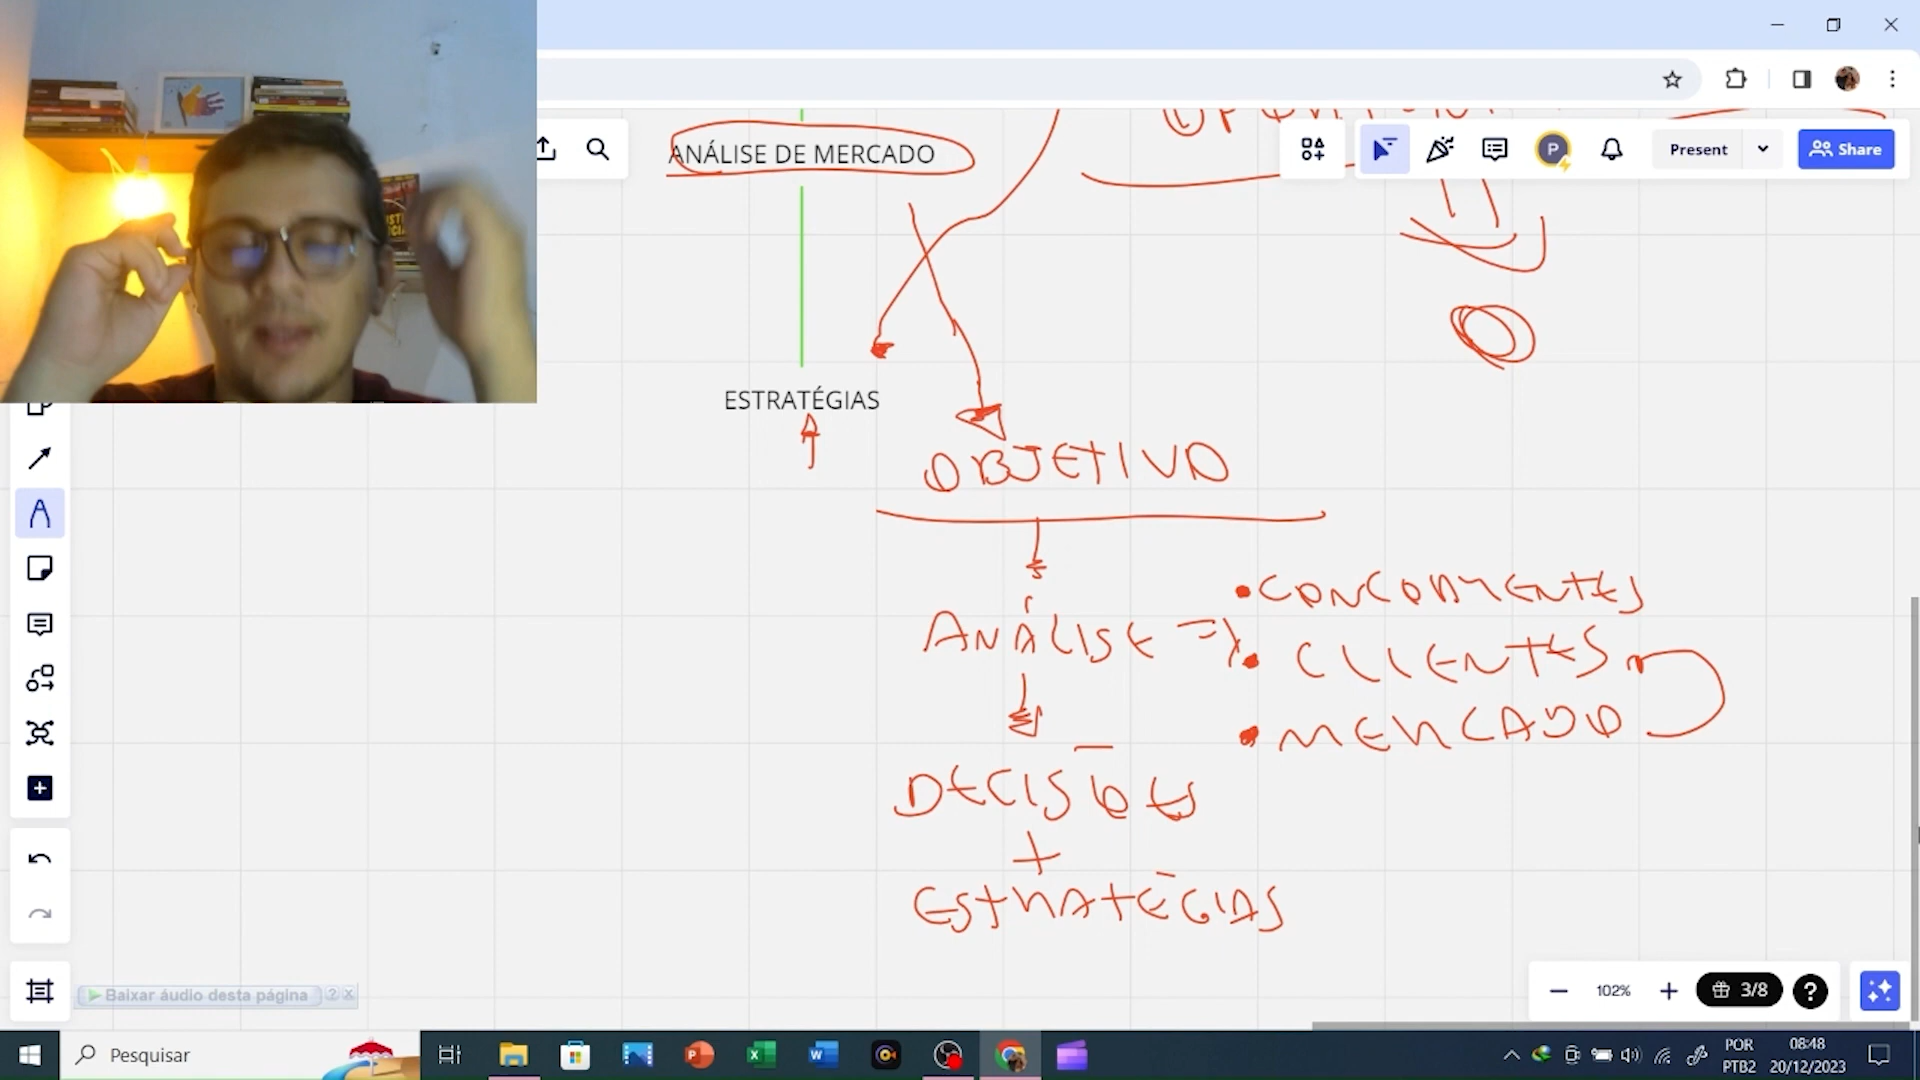 ANÁLISE DE MERCADO
Present
Share
ESTRATÉGIAS
OBJETIVO
ANÁLISE =>
• CONCORRENTES
• CLIENTES
• MERCADO
DECISÕES
+
ESTRATÉGIAS
Baixar áudio desta página
102%
3/8
Pesquisar
POR
PTB2
08:48
20/12/2023